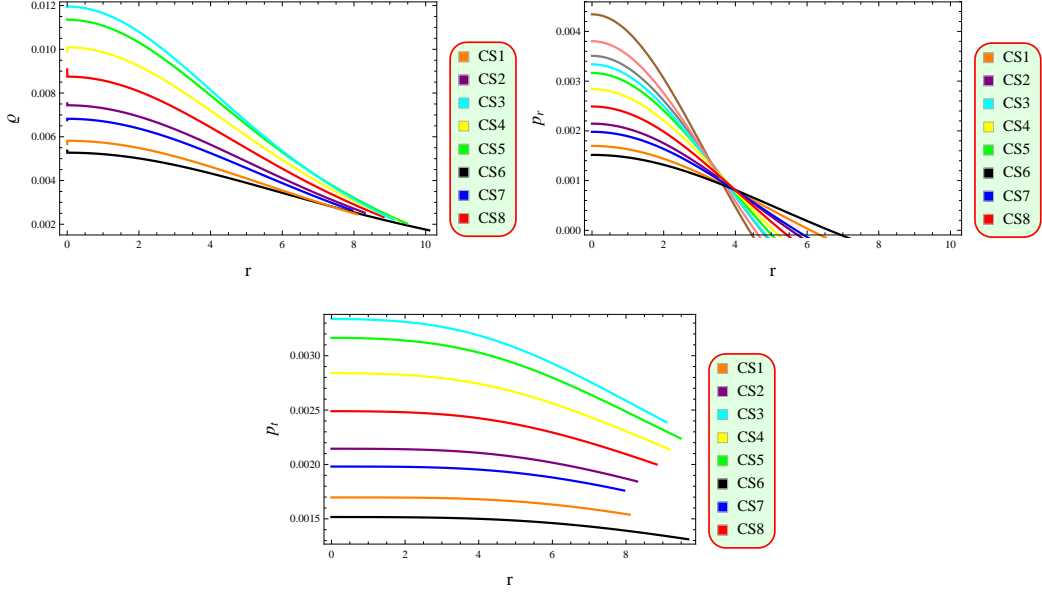 0.012
0.010
0.008
0.006
0.004
0.002
ϱ
0 2 4 6 8 10
r
CS1
CS2
CS3
CS4
CS5
CS6
CS7
CS8
0.004
0.003
0.002
0.001
0.000
p_r
0 2 4 6 8 10
r
CS1
CS2
CS3
CS4
CS5
CS6
CS7
CS8
0.0030
0.0025
0.0020
0.0015
p_t
0 2 4 6 8
r
CS1
CS2
CS3
CS4
CS5
CS6
CS7
CS8